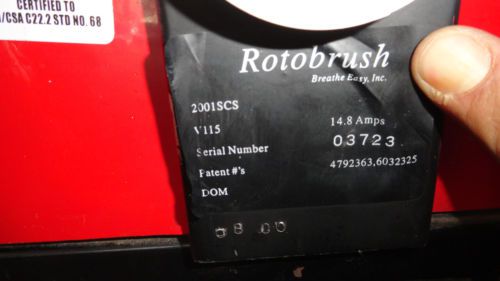 CERTIFIED TO
/CSA C22.2 STD NO. 68
Rotobrush
Breathe Easy, Inc.
2001SCS
V115 14.8 Amps
Serial Number 03723
Patent #'s 4792363,6032325
DOM
08 00